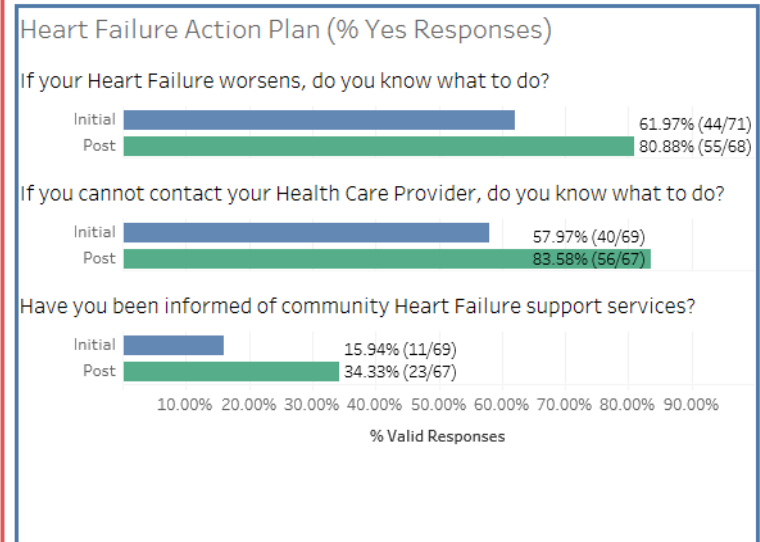 Heart Failure Action Plan (% Yes Responses)
If your Heart Failure worsens, do you know what to do?
Initial 61.97% (44/71)
Post 80.88% (55/68)
If you cannot contact your Health Care Provider, do you know what to do?
Initial 57.97% (40/69)
Post 83.58% (56/67)
Have you been informed of community Heart Failure support services?
Initial 15.94% (11/69)
Post 34.33% (23/67)
10.00% 20.00% 30.00% 40.00% 50.00% 60.00% 70.00% 80.00% 90.00%
% Valid Responses